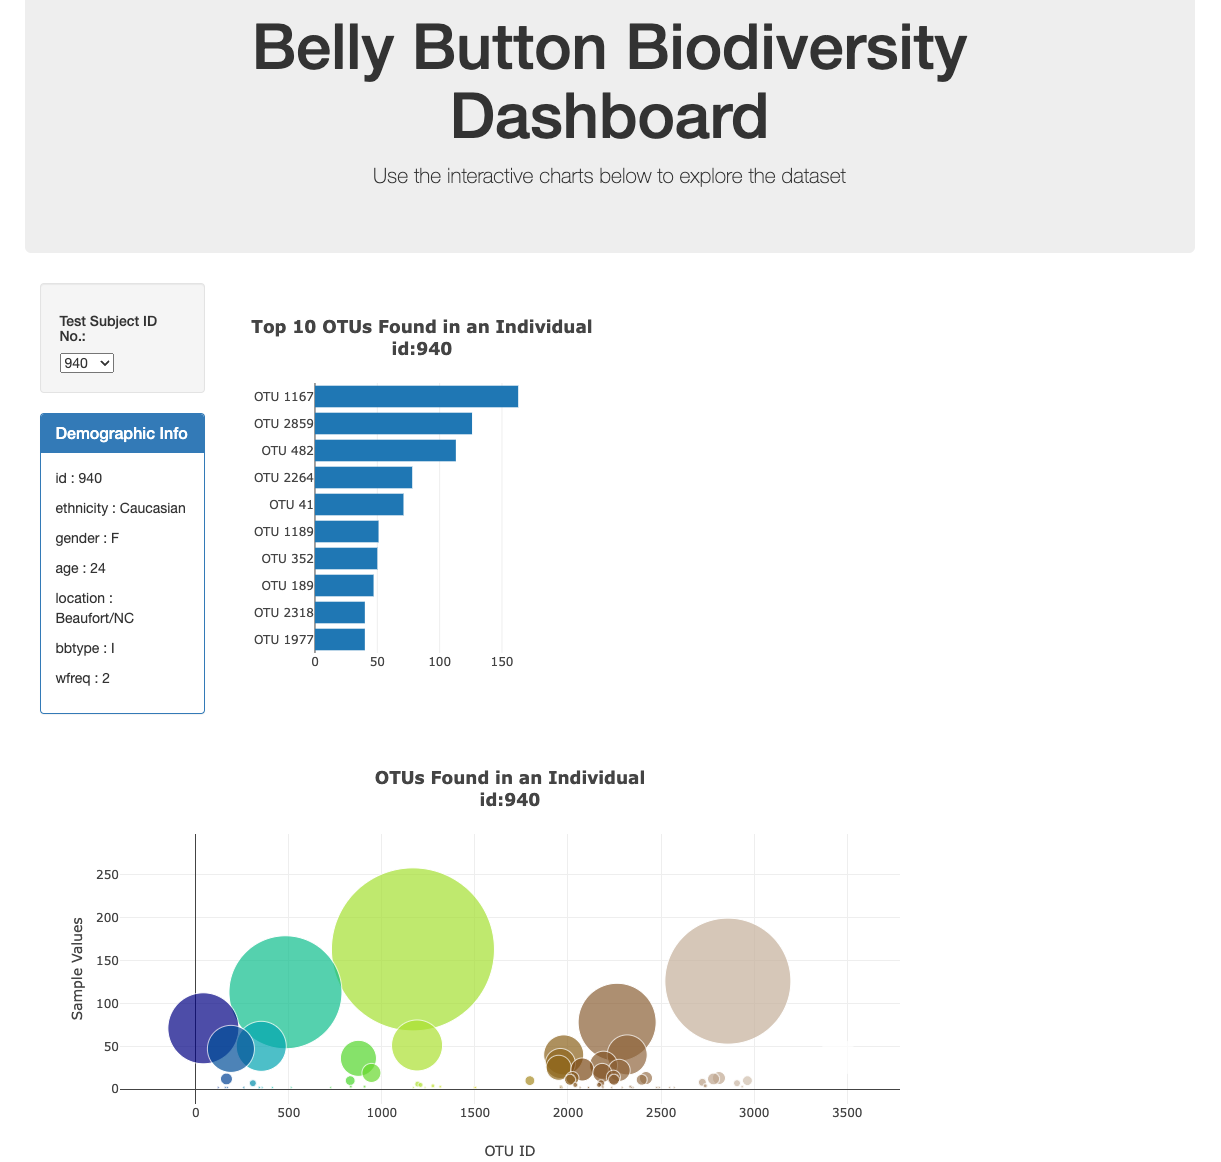 Belly Button Biodiversity
Dashboard
Use the interactive charts below to explore the dataset
Test Subject ID
No.:
940
Demographic Info
id : 940
ethnicity : Caucasian
gender : F
age : 24
location :
Beaufort/NC
bbtype : I
wfreq : 2
Top 10 OTUs Found in an Individual
id:940
OTU 1167
OTU 2859
OTU 482
OTU 2264
OTU 41
OTU 1189
OTU 352
OTU 189
OTU 2318
OTU 1977
0 50 100 150
OTUs Found in an Individual
id:940
Sample Values
250
200
150
100
50
0
0 500 1000 1500 2000 2500 3000 3500
OTU ID